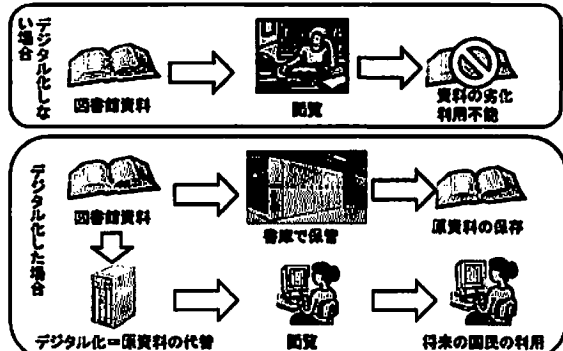 デジタル化しな
い場合
図書館資料
閲覧
資料の劣化
利用不能
デジタル化した場合
図書館資料
書庫で保管
原資料の保存
デジタル化=原資料の代替
閲覧
将来の国民の利用